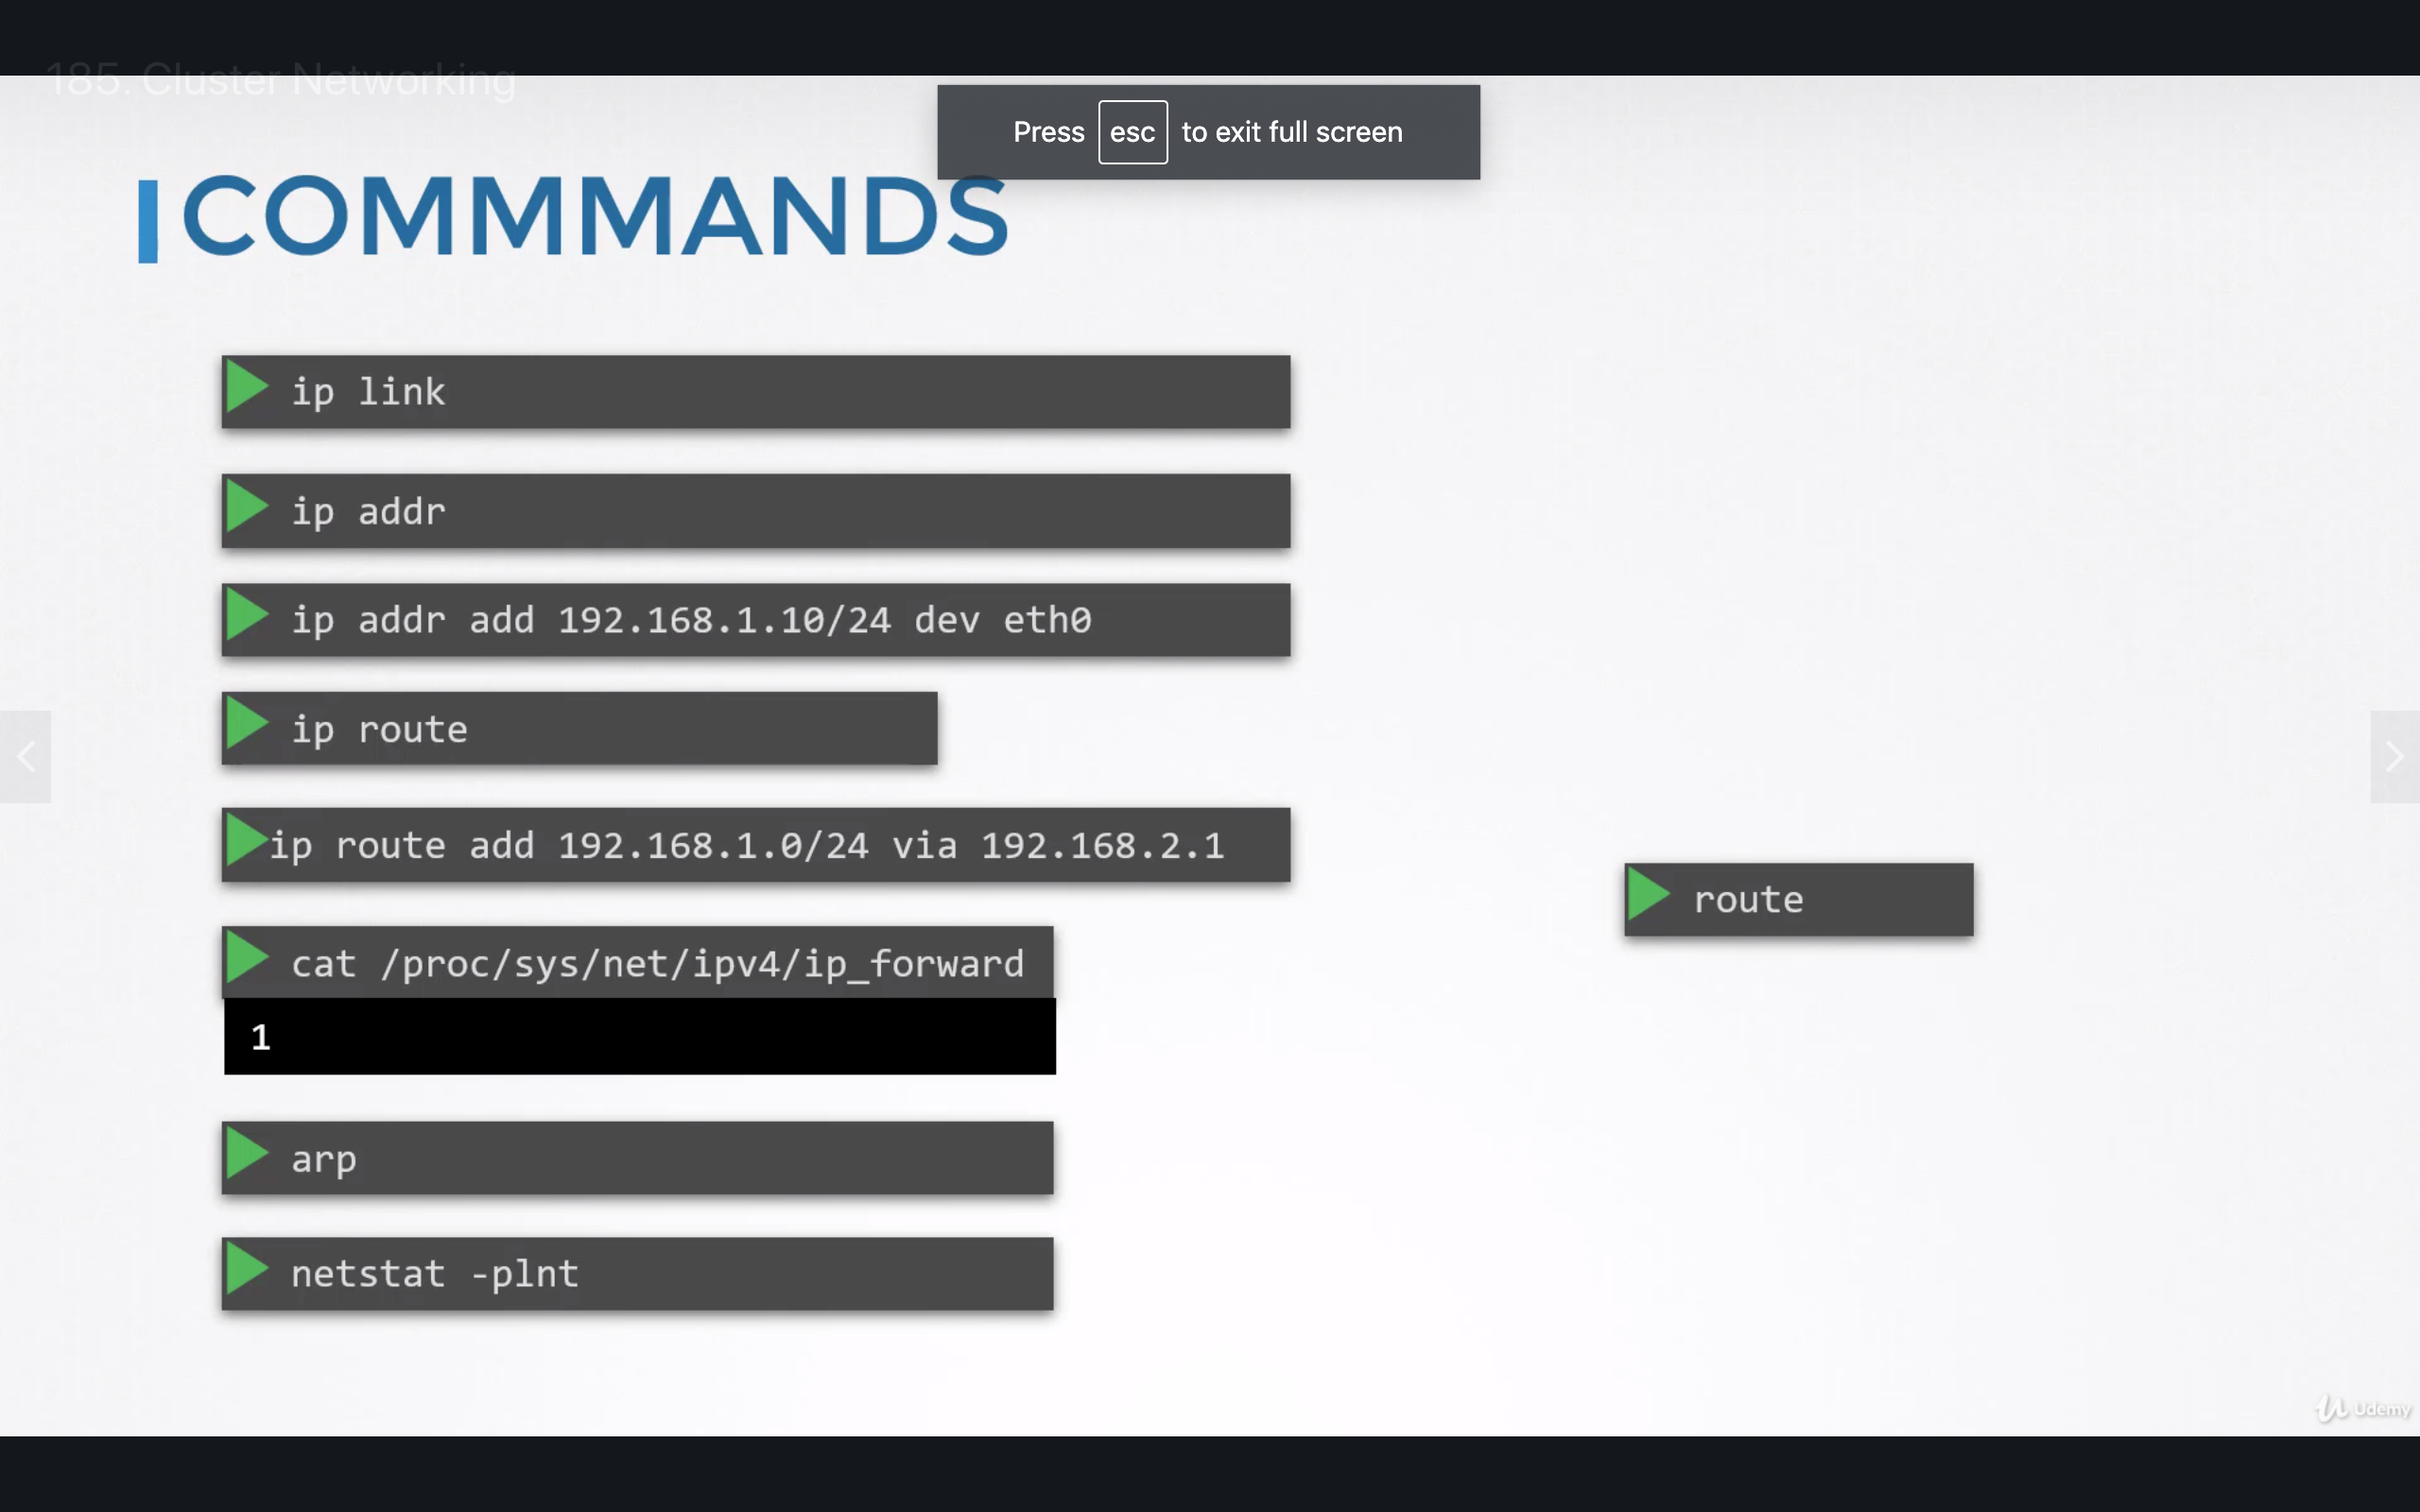 185. Cluster Networking
Press esc to exit full screen
COMMMANDS
ip link
ip addr
ip addr add 192.168.1.10/24 dev eth0
ip route
ip route add 192.168.1.0/24 via 192.168.2.1
route
cat /proc/sys/net/ipv4/ip_forward
1
arp
netstat -plnt
Udemy